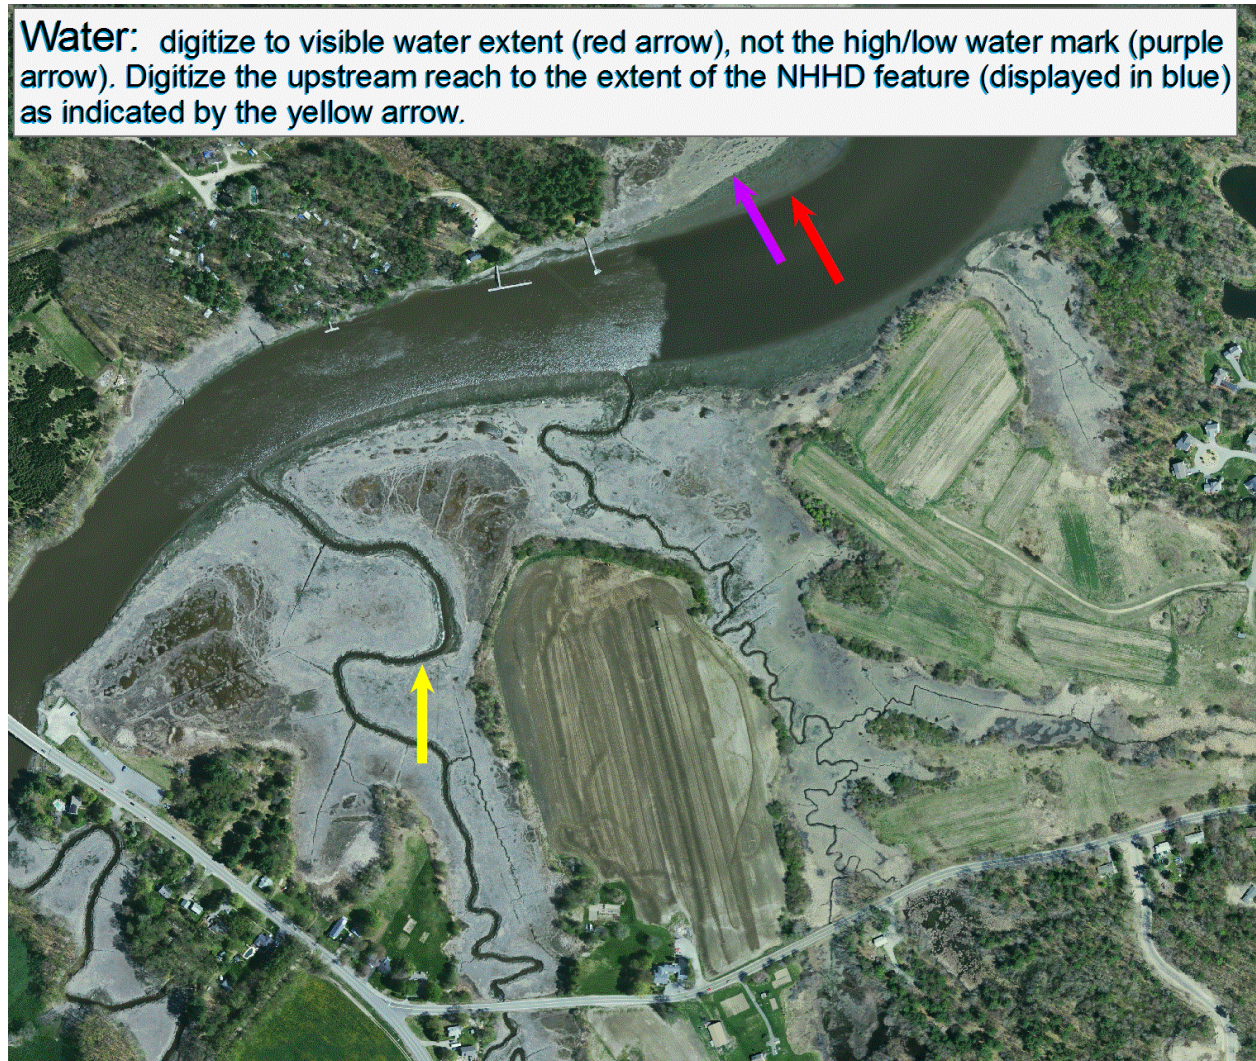 Water: digitize to visible water extent (red arrow), not the high/low water mark (purple
arrow). Digitize the upstream reach to the extent of the NHHD feature (displayed in blue)
as indicated by the yellow arrow.